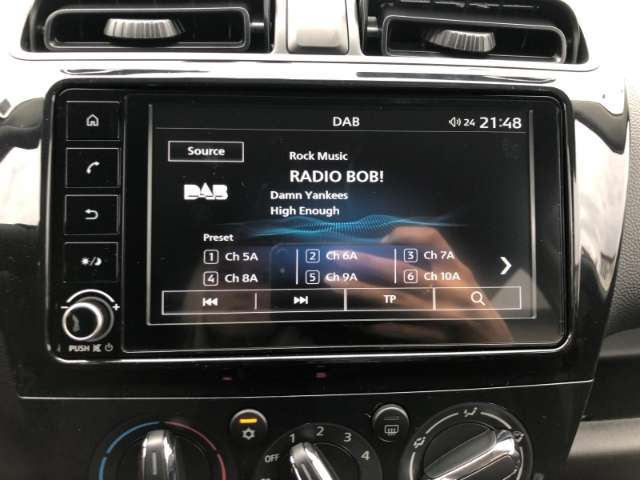 DAB
24 21:48
Source
Rock Music
RADIO BOB!
DAB
Damn Yankees
High Enough
Preset
1 Ch 5A 2 Ch 6A 3 Ch 7A
4 Ch 8A 5 Ch 9A 6 Ch 10A
TP
PUSH
OFF 1 2 3 4